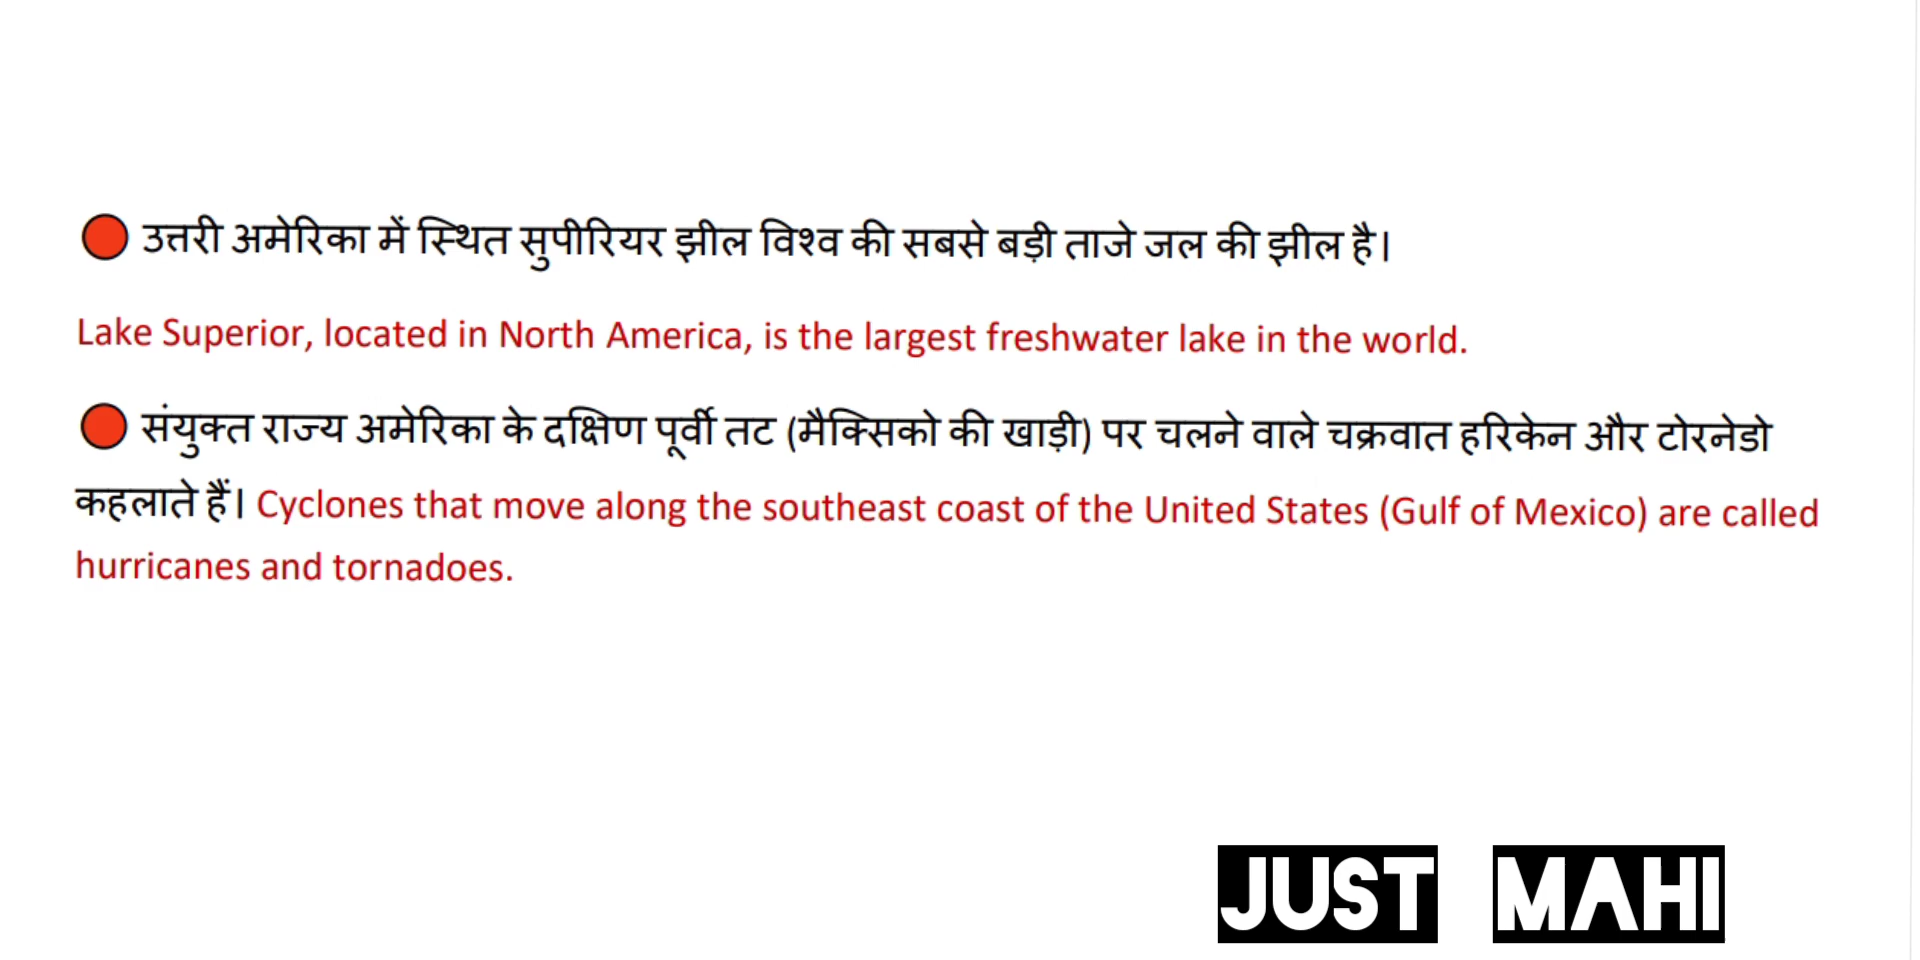 उत्तरी अमेरिका में स्थित सुपीरियर झील विश्व की सबसे बड़ी ताजे जल की झील है।
Lake Superior, located in North America, is the largest freshwater lake in the world.
संयुक्त राज्य अमेरिका के दक्षिण पूर्वी तट (मैक्सिको की खाड़ी) पर चलने वाले चक्रवात हरिकेन और टोरनेडो
कहलाते हैं। Cyclones that move along the southeast coast of the United States (Gulf of Mexico) are called
hurricanes and tornadoes.
JUST MAHI